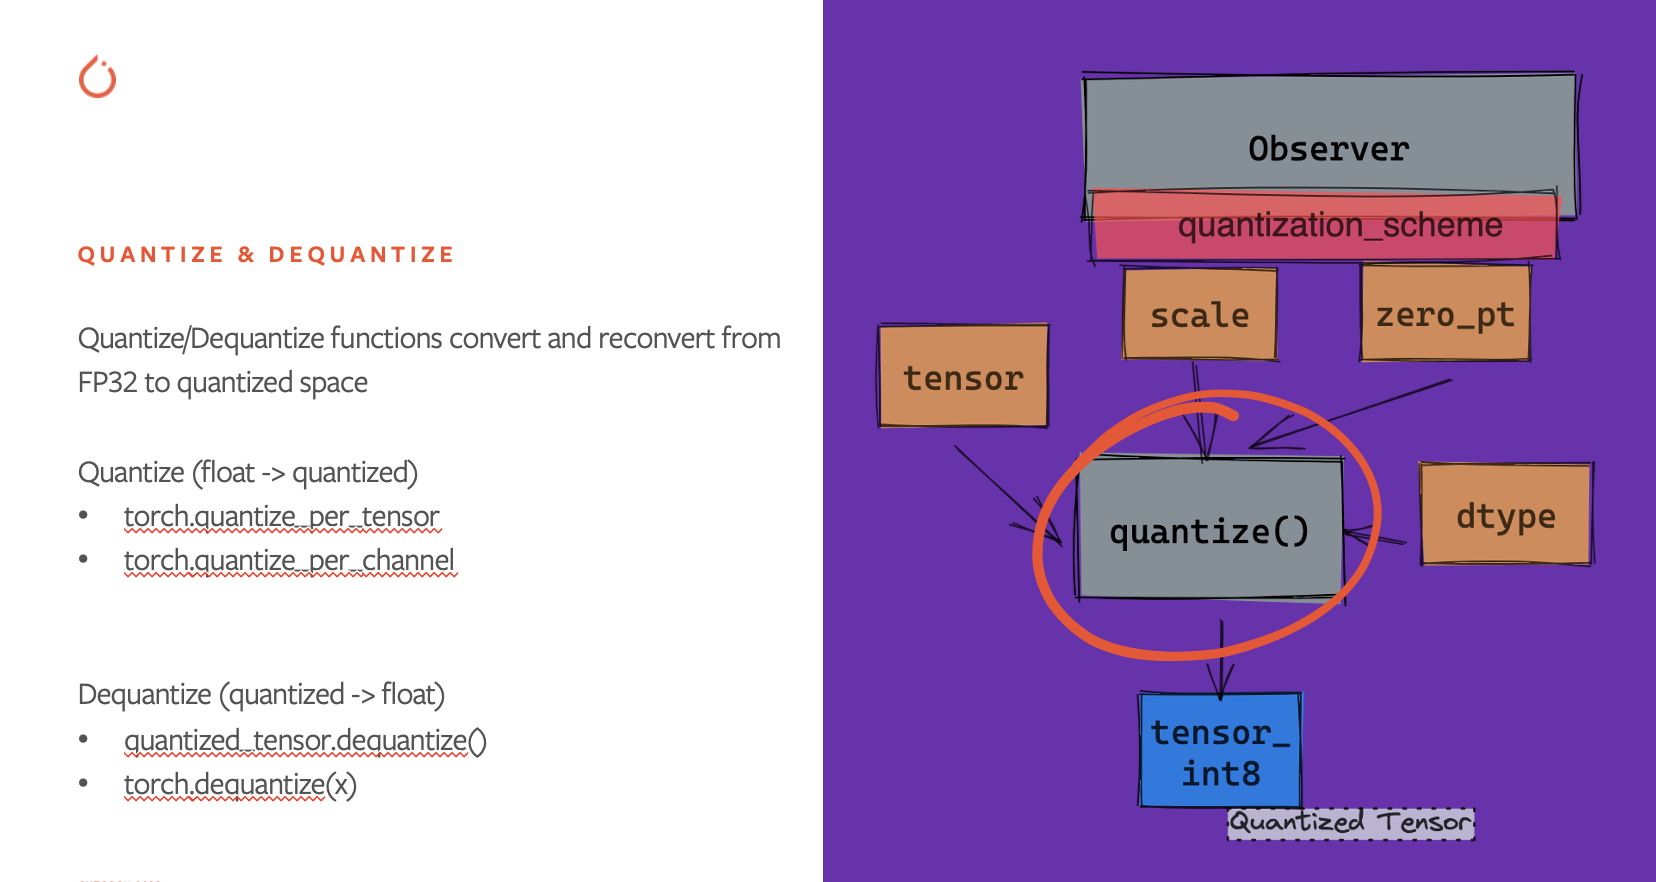 QUANTIZE & DEQUANTIZE
Quantize/Dequantize functions convert and reconvert from
FP32 to quantized space
Quantize (float -> quantized)
• torch.quantize_per_tensor
• torch.quantize_per_channel
Dequantize (quantized -> float)
• quantized_tensor.dequantize()
• torch.dequantize(x)
Observer
quantization_scheme
scale
zero_pt
tensor
quantize()
dtype
tensor_
int8
Quantized Tensor